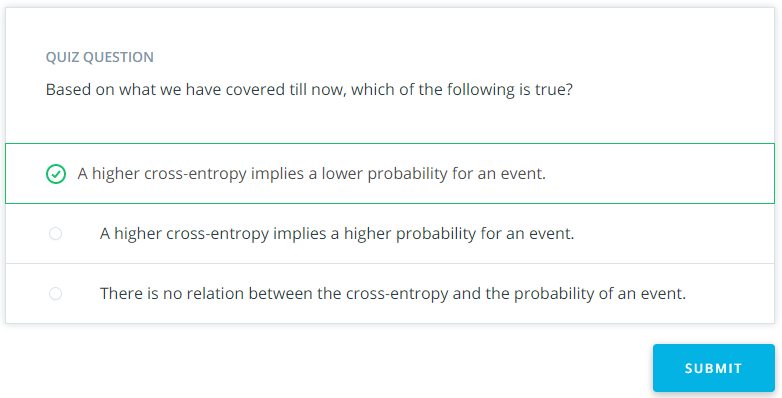 QUIZ QUESTION
Based on what we have covered till now, which of the following is true?
A higher cross-entropy implies a lower probability for an event.
A higher cross-entropy implies a higher probability for an event.
There is no relation between the cross-entropy and the probability of an event.
SUBMIT